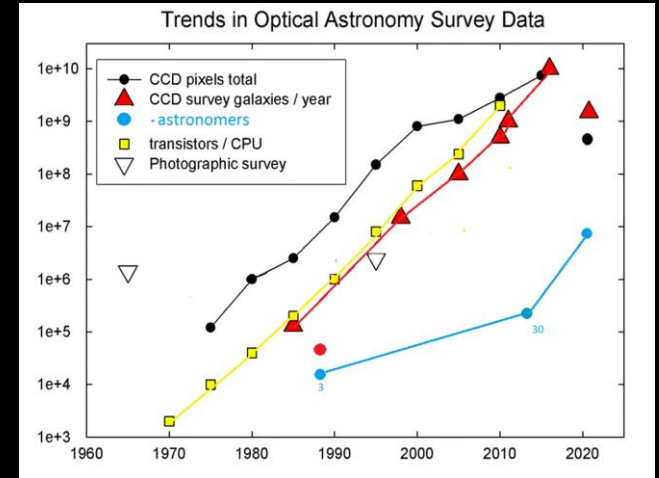 Trends in Optical Astronomy Survey Data
1e+10
1e+9
1e+8
1e+7
1e+6
1e+5
1e+4
1e+3
CCD pixels total
CCD survey galaxies / year
· astronomers
transistors / CPU
Photographic survey
3
30
1960 1970 1980 1990 2000 2010 2020